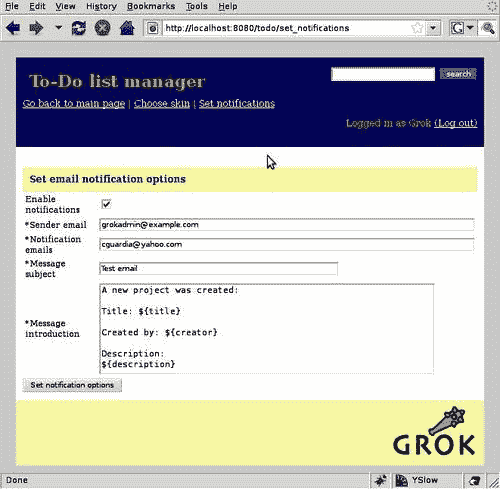 File Edit View History Bookmarks Tools Help
http://localhost:8080/todo/set_notifications
To-Do list manager
search
Go back to main page | Choose skin | Set notifications
Logged in as Grok (Log out)
Set email notification options
Enable
notifications
*Sender email
grokadmin@example.com
*Notification
emails
cguardia@yahoo.com
*Message
subject
Test email
*Message
introduction
A new project was created:
Title: ${title}
Created by: ${creator}
Description:
${description}
Set notification options
GROK
Done
YSlow